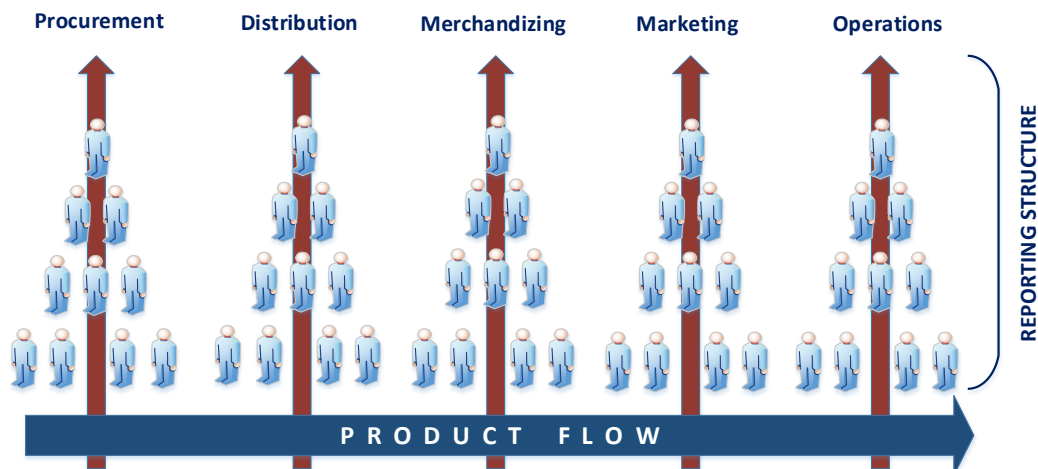 Procurement
Distribution
Merchandizing
Marketing
Operations
REPORTING STRUCTURE
PRODUCT FLOW